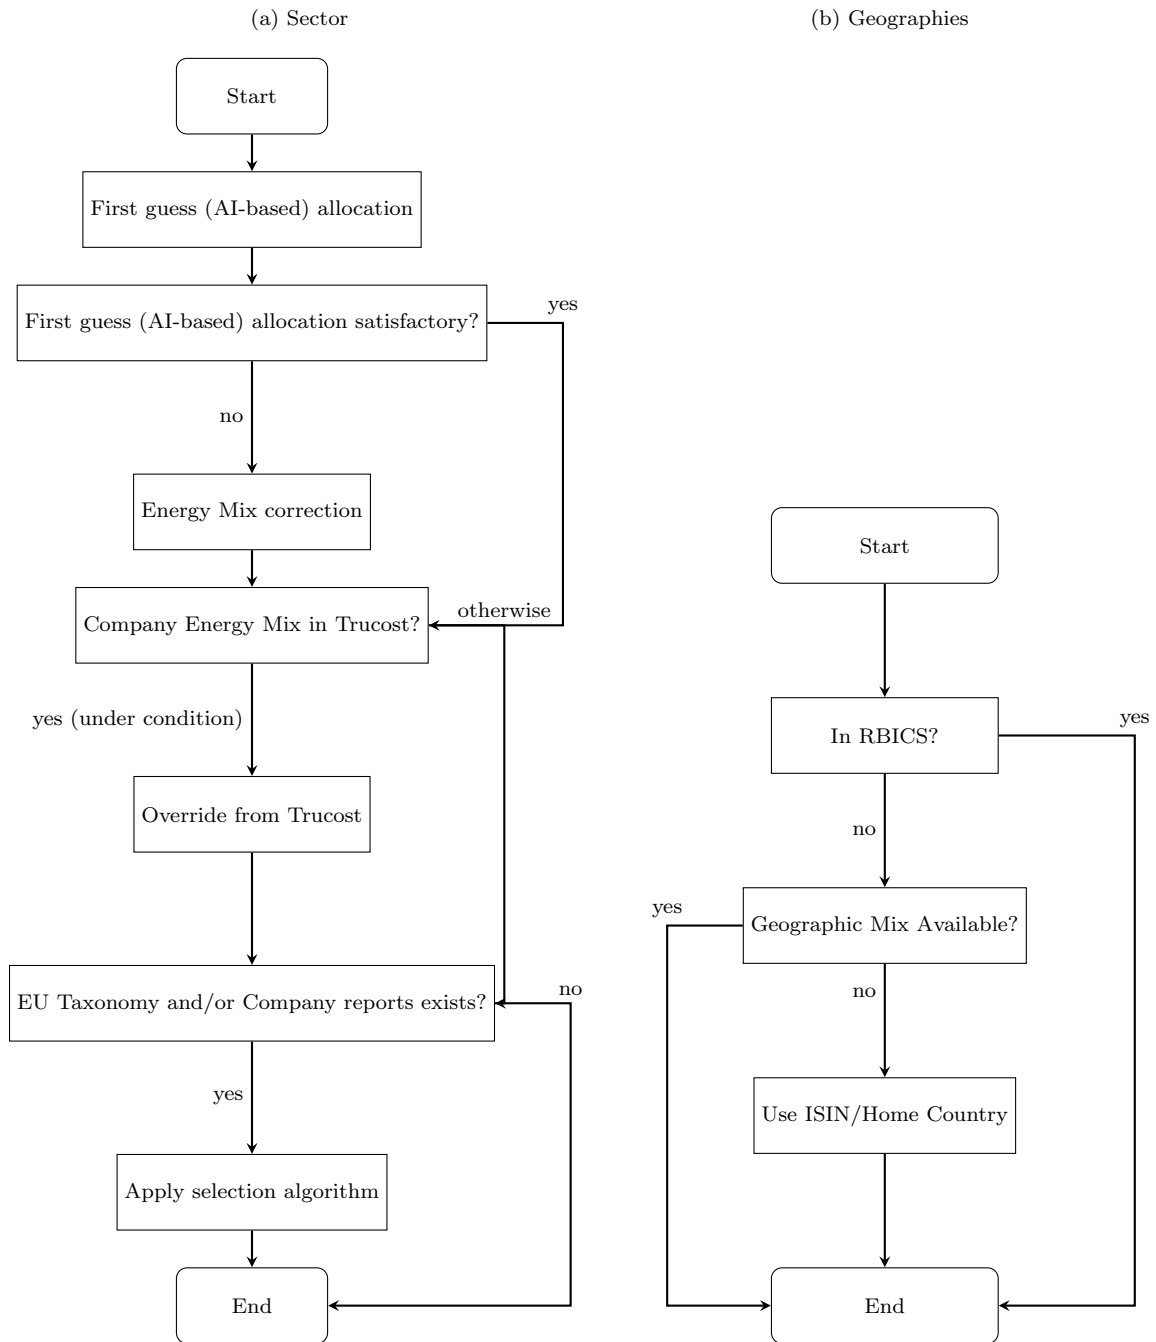 (a) Sector
Start
First guess (AI-based) allocation
First guess (AI-based) allocation satisfactory?
yes
no
Energy Mix correction
Company Energy Mix in Trucost?
otherwise
yes (under condition)
Override from Trucost
EU Taxonomy and/or Company reports exists?
no
yes
Apply selection algorithm
End
(b) Geographies
Start
In RBICS?
yes
no
Geographic Mix Available?
yes
no
Use ISIN/Home Country
End